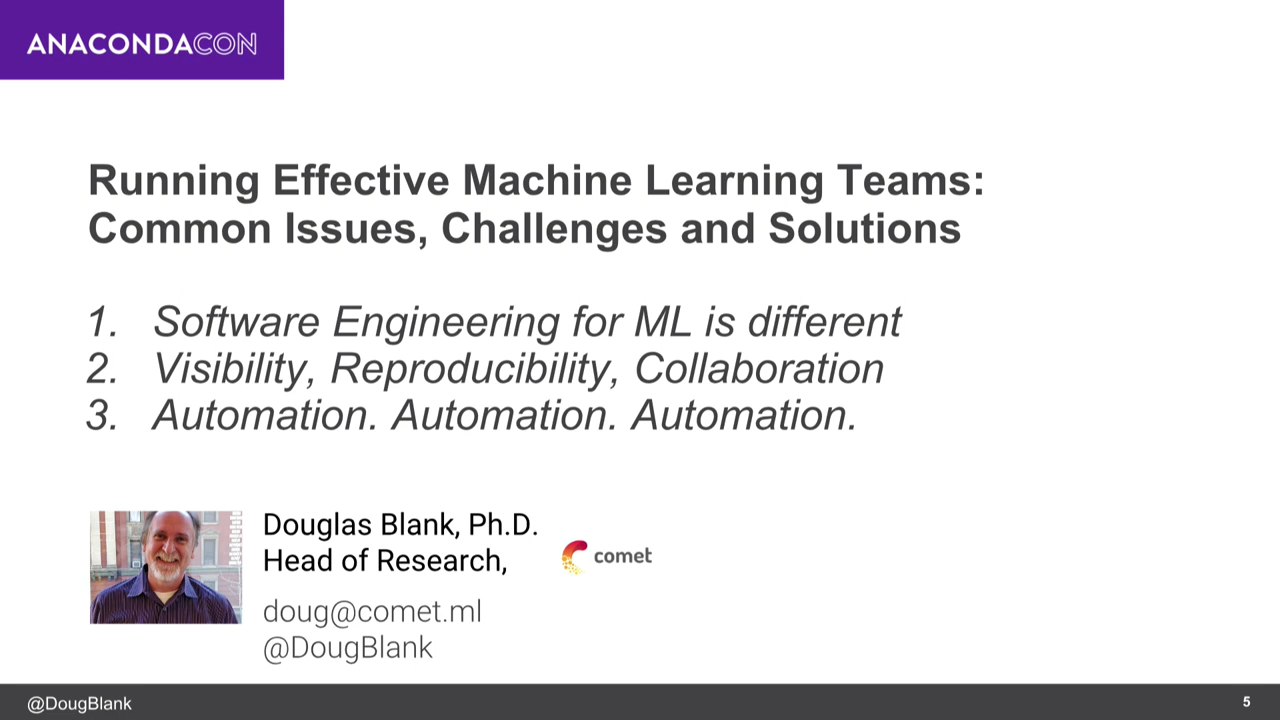 ANACONDACON
Running Effective Machine Learning Teams:
Common Issues, Challenges and Solutions
1. Software Engineering for ML is different
2. Visibility, Reproducibility, Collaboration
3. Automation. Automation. Automation.
Douglas Blank, Ph.D.
Head of Research,
comet
doug@comet.ml
@DougBlank
@DougBlank
5